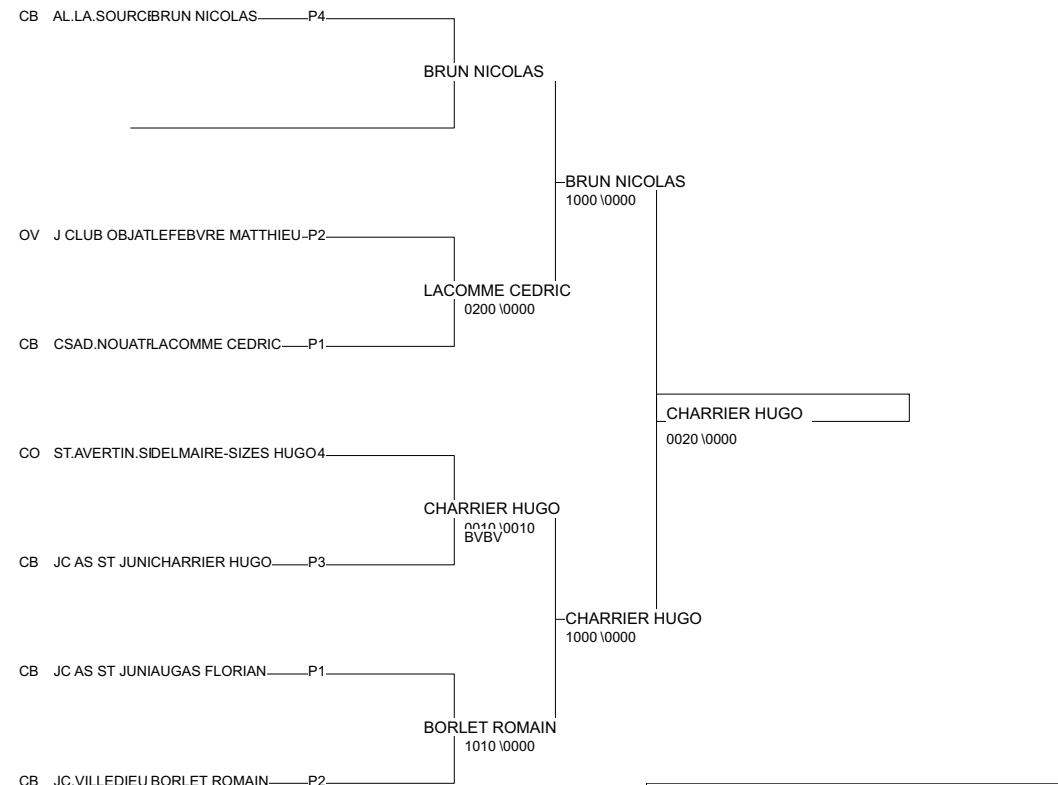 CB AL.LA.SOURCE BRUN NICOLAS P4
BRUN NICOLAS
BRUN NICOLAS
1000 \0000
OV J CLUB OBJAT LEFEBVRE MATTHIEU P2
LACOMME CEDRIC
0200 \0000
CB CSAD.NOUATR LACOMME CEDRIC P1
CHARRIER HUGO
0020 \0000
CO ST.AVERTIN.S DELMAIRE-SIZES HUGO 4
CHARRIER HUGO
0010 \0010
BVBV
CB JC AS ST JUNI CHARRIER HUGO P3
CHARRIER HUGO
1000 \0000
CB JC AS ST JUNI AUGAS FLORIAN P1
BORLET ROMAIN
1010 \0000
CB JC.VILLEDIEU BORLET ROMAIN P2